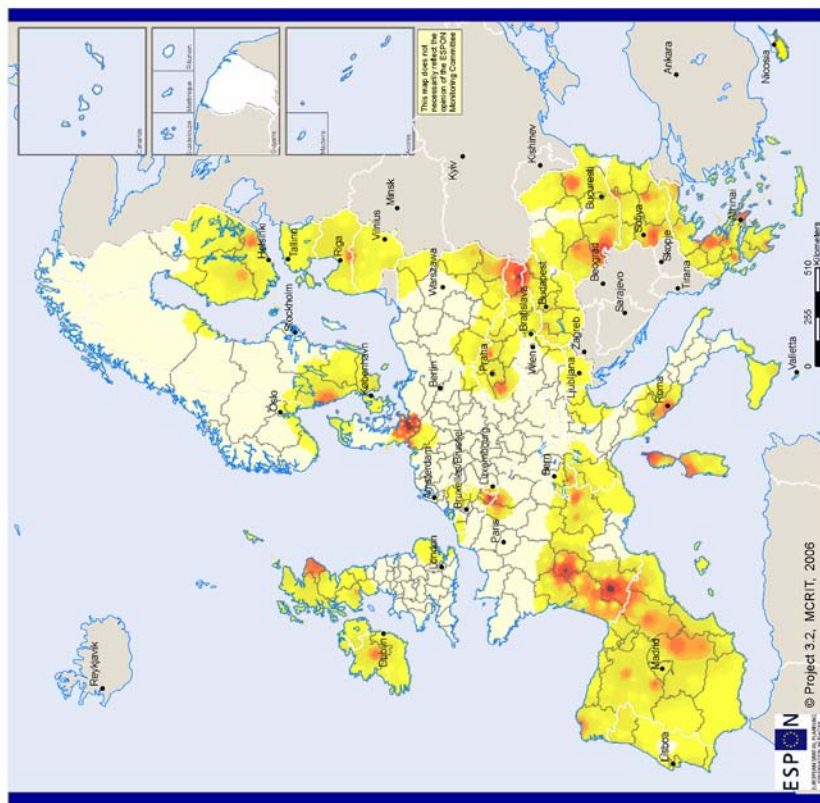 Canarias
Guadeloupe
Martinique
Réunion
Guyane
Madeira
Acores
This map does not
necessarily reflect the
opinion of the ESPON
Monitoring Committee
Reykjavik
Oslo
Stockholm
Helsinki
Tallinn
Riga
Vilnius
Minsk
København
Dublin
London
Amsterdam
Berlin
Warszawa
Kyiv
Bruxelles/Brussel
Luxembourg
Praha
Paris
Bratislava
Wien
Budapest
Kishinev
Bern
Ljubljana
Zagreb
Beograd
Bucuresti
Sarajevo
Sofiya
Skopje
Tirana
Roma
Madrid
Lisboa
Athinai
Ankara
Nicosia
Valletta
ESPON
© Project 3.2, MCRIT, 2006
0 255 510
Kilometers